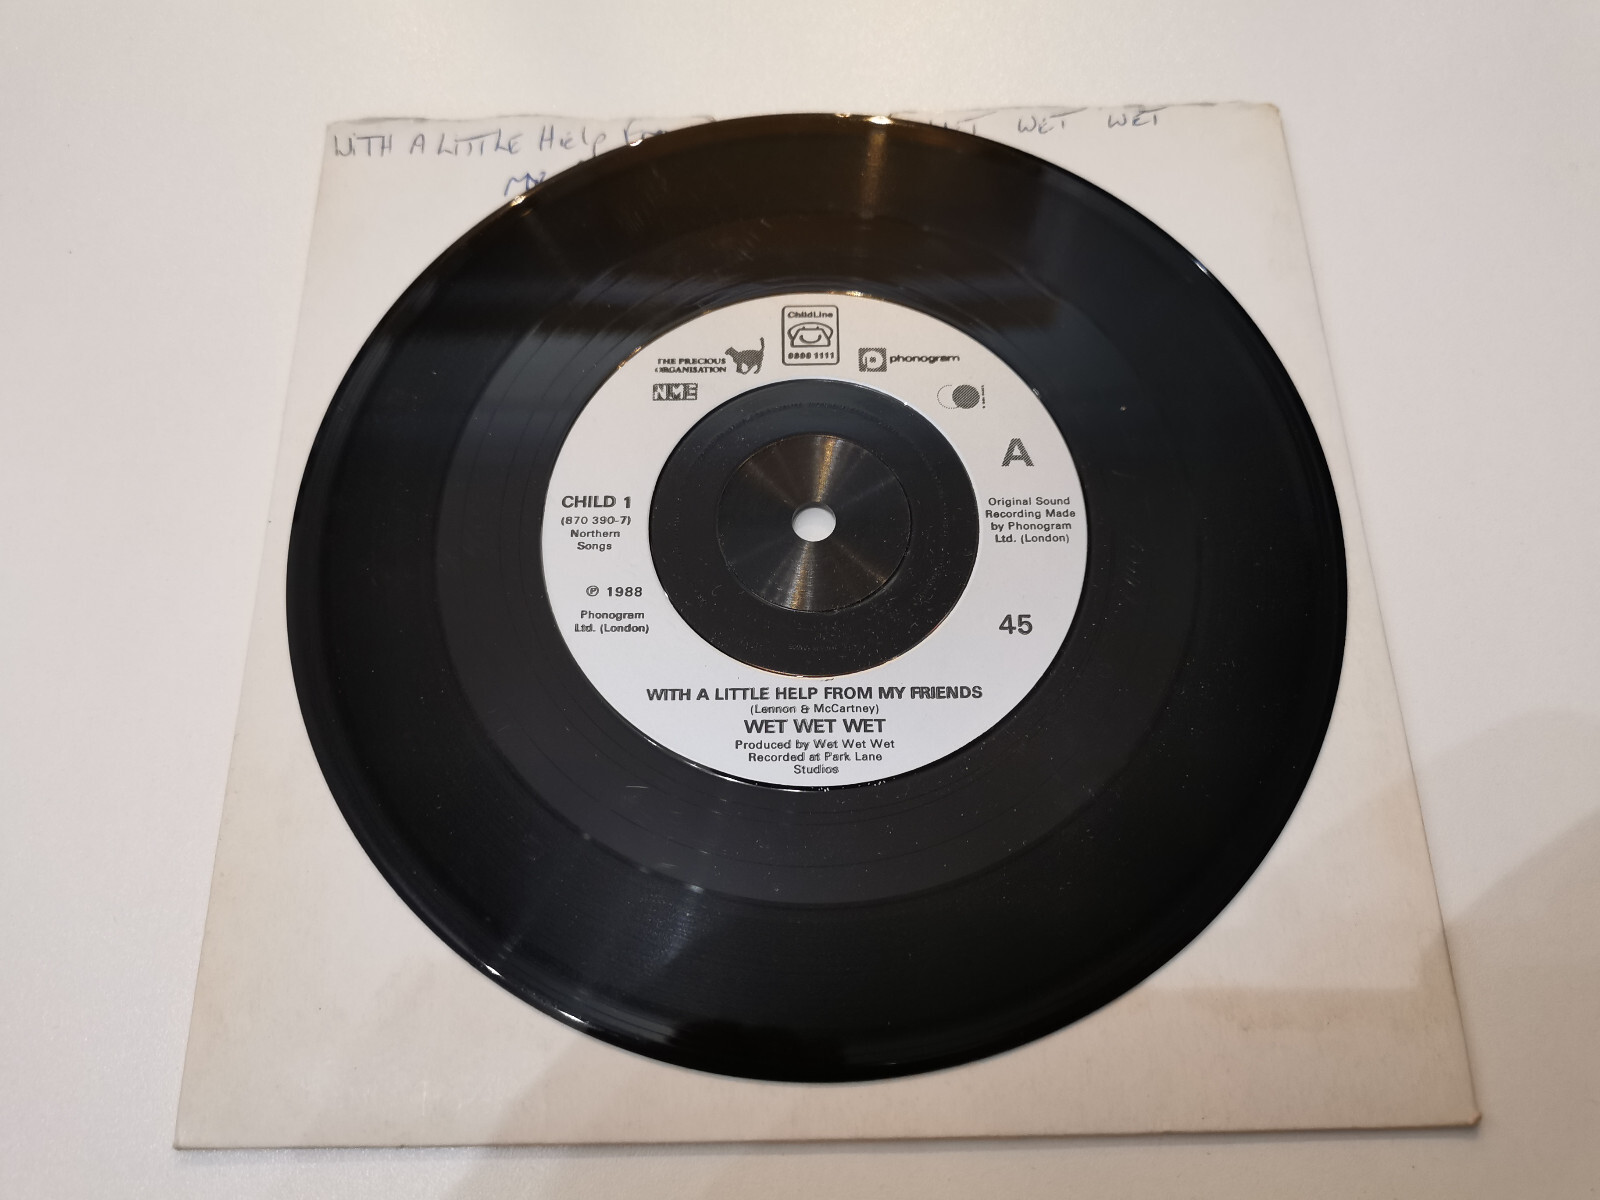 WITH A LITTLE Help From
WET WET
ChildLine
0800 1111
THE PRECIOUS
ORGANISATION
phonogram
NME
A
CHILD 1
(870 390-7)
Northern
Songs
Ⓟ 1988
Phonogram
Ltd. (London)
Original Sound
Recording Made
by Phonogram
Ltd. (London)
45
WITH A LITTLE HELP FROM MY FRIENDS
(Lennon & McCartney)
WET WET WET
Produced by Wet Wet Wet
Recorded at Park Lane
Studios